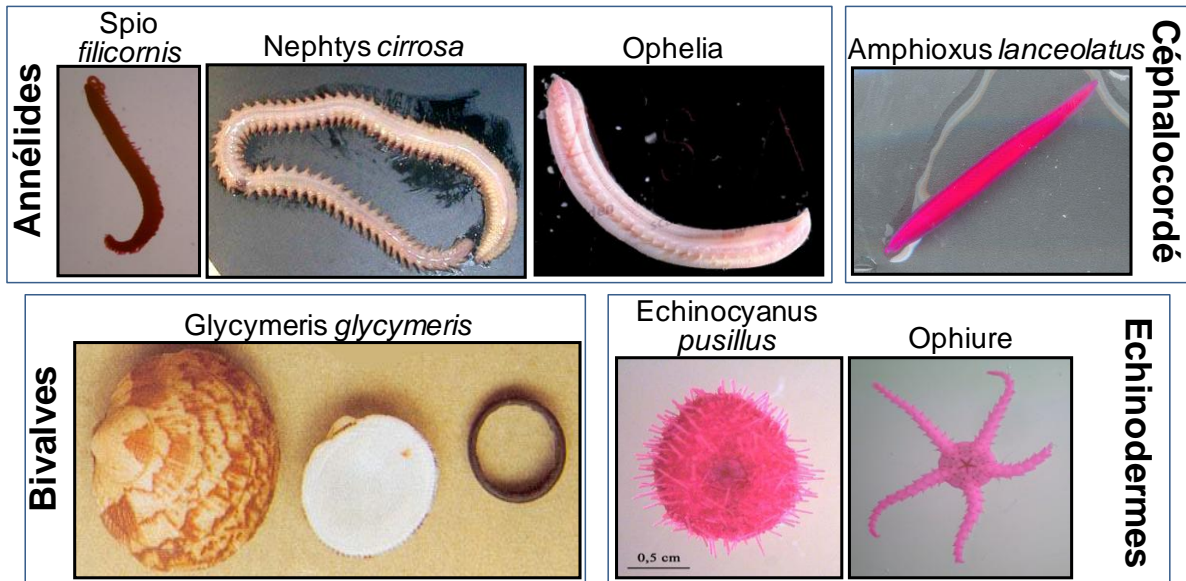 Annélides
Spio
filicornis
Nephtys cirrosa
Ophelia
Amphioxus lanceolatus
Céphalocordé
Bivalves
Glycymeris glycymeris
Echinocyanus
pusillus
0,5 cm
Ophiure
Echinodermes